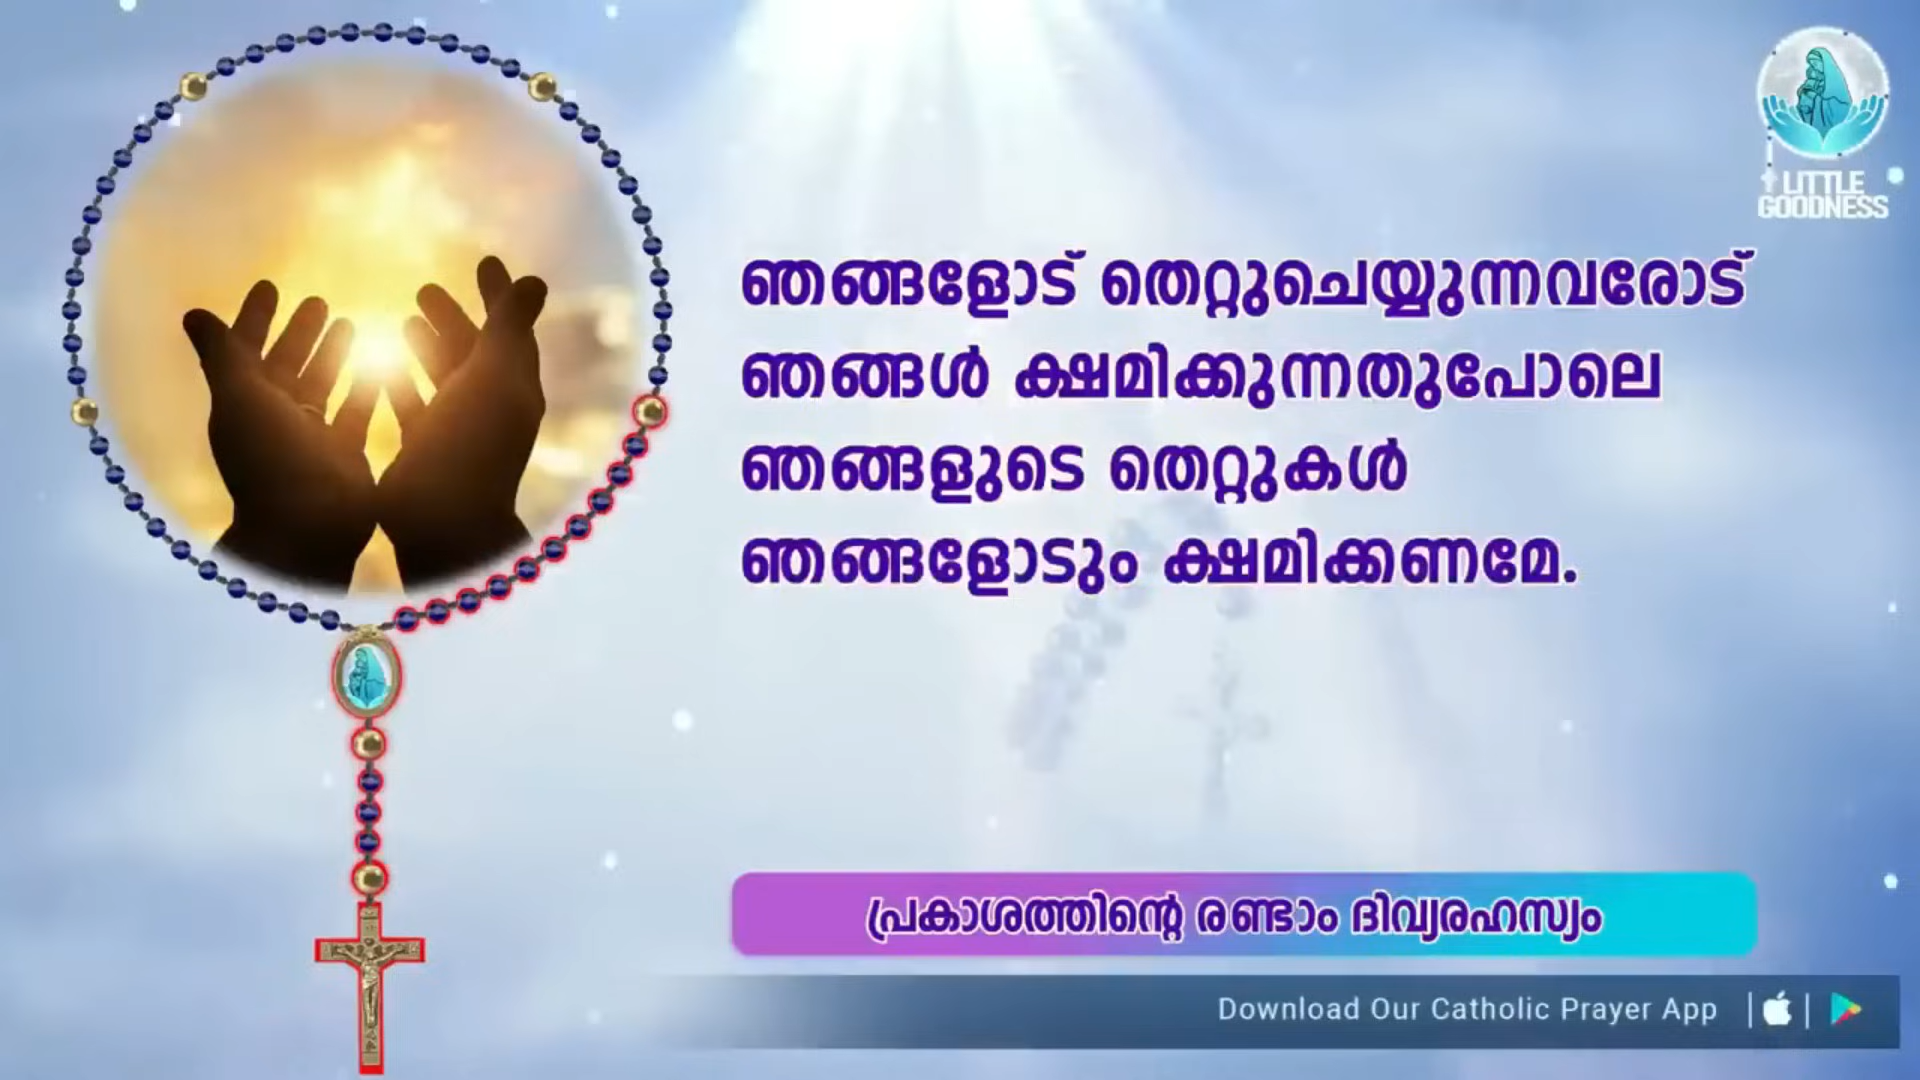 LITTLE
GOODNESS
ഞങ്ങളോട് തെറ്റുചെയ്യുന്നവരോട്
ഞങ്ങൾ ക്ഷമിക്കുന്നതുപോലെ
ഞങ്ങളുടെ തെറ്റുകൾ
ഞങ്ങളോടും ക്ഷമിക്കണമേ.
പ്രകാശത്തിന്റെ രണ്ടാം ദിവ്യരഹസ്യം
Download Our Catholic Prayer App